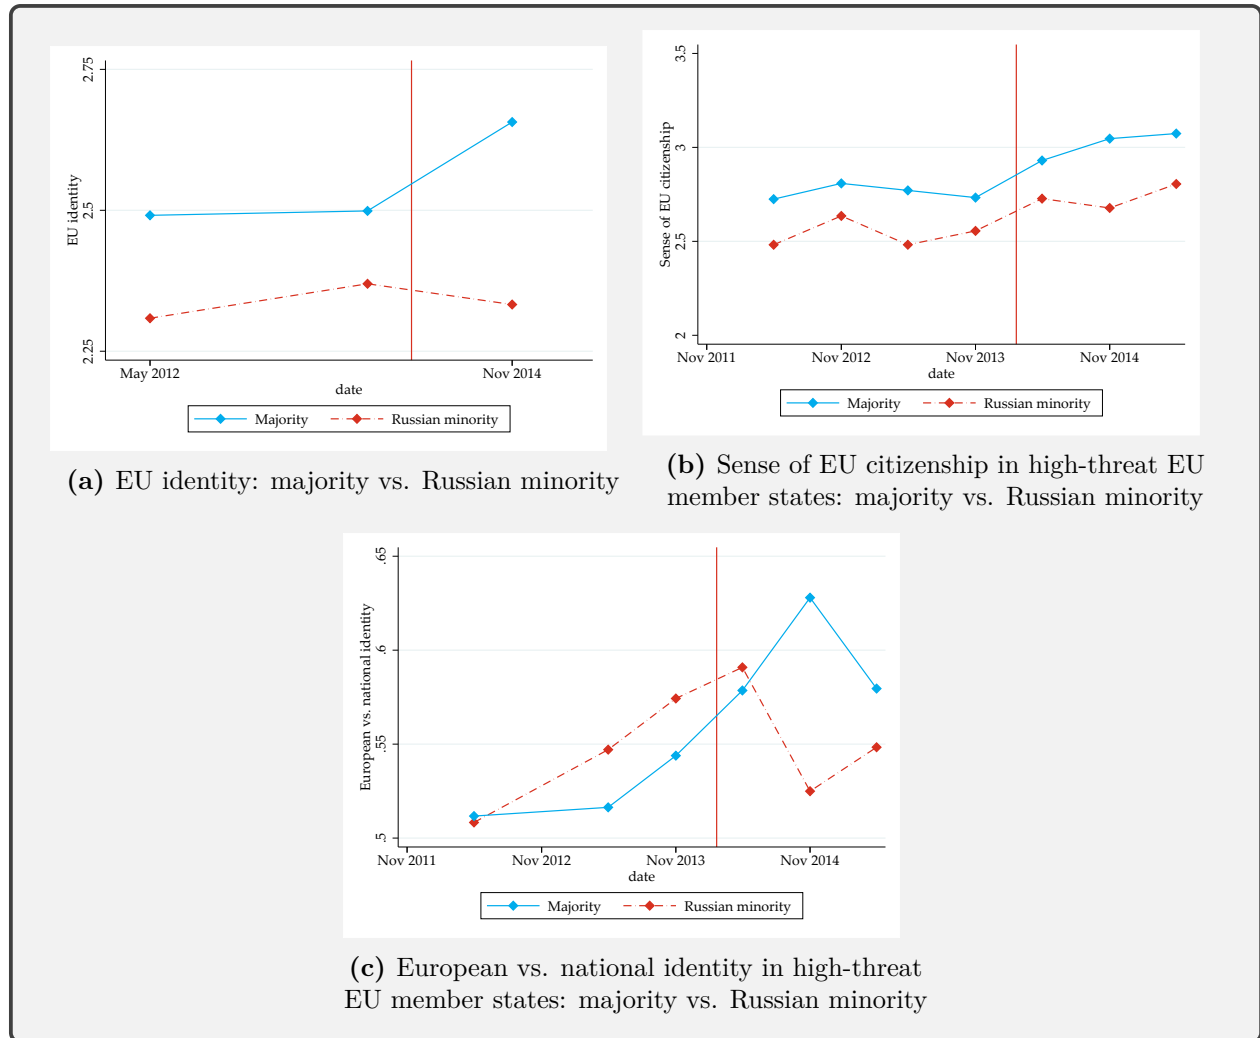 2.75
2.5
2.25
EU identity
May 2012
Nov 2014
date
Majority
Russian minority
(a) EU identity: majority vs. Russian minority
3.5
3
2.5
2
Sense of EU citizenship
Nov 2011
Nov 2012
Nov 2013
Nov 2014
date
Majority
Russian minority
(b) Sense of EU citizenship in high-threat EU
member states: majority vs. Russian minority
.65
.6
.55
.5
European vs. national identity
Nov 2011
Nov 2012
Nov 2013
Nov 2014
date
Majority
Russian minority
(c) European vs. national identity in high-threat
EU member states: majority vs. Russian minority